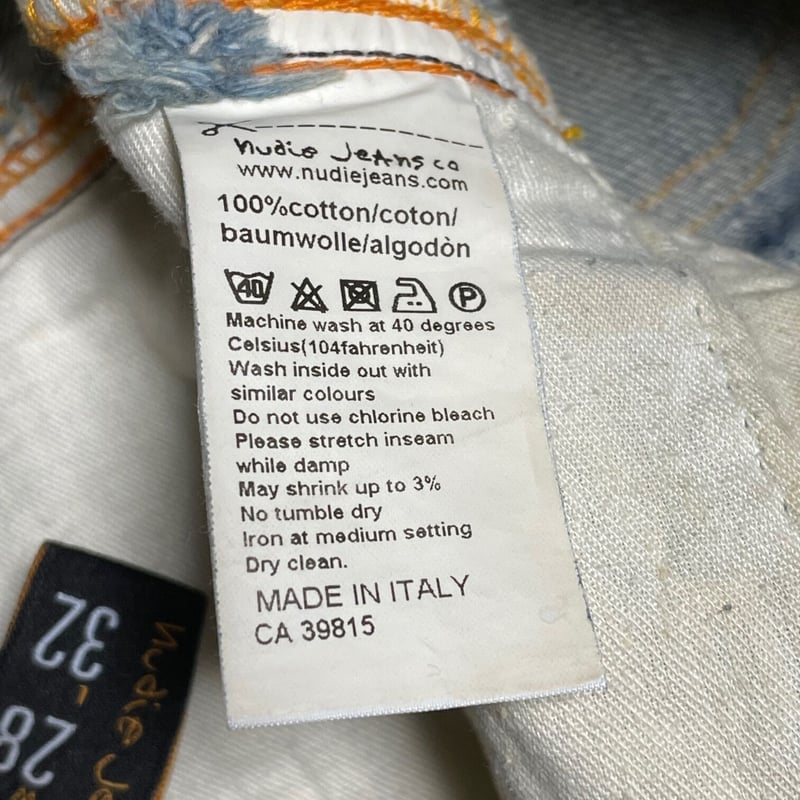 nudie jeans co
www.nudiejeans.com
100%cotton/coton/
baumwolle/algodòn
40 P
Machine wash at 40 degrees
Celsius(104fahrenheit)
Wash inside out with
similar colours
Do not use chlorine bleach
Please stretch inseam
while damp
May shrink up to 3%
No tumble dry
Iron at medium setting
Dry clean.
MADE IN ITALY
CA 39815
nudie Je
32
28